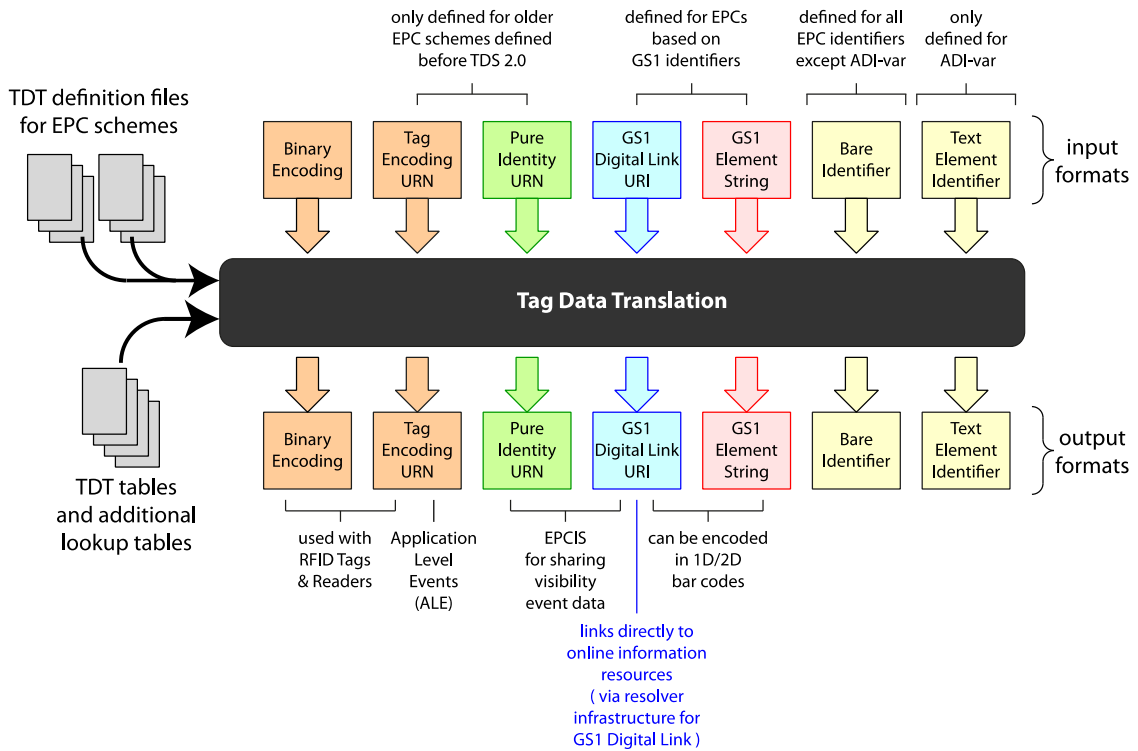 only defined for older
EPC schemes defined
before TDS 2.0
defined for EPCs
based on
GS1 identifiers
defined for all
EPC identifiers
except ADI-var
only
defined for
ADI-var
TDT definition files
for EPC schemes
Binary
Encoding
Tag
Encoding
URN
Pure
Identity
URN
GS1
Digital Link
URI
GS1
Element
String
Bare
Identifier
Text
Element
Identifier
input
formats
Tag Data Translation
Binary
Encoding
Tag
Encoding
URN
Pure
Identity
URN
GS1
Digital Link
URI
GS1
Element
String
Bare
Identifier
Text
Element
Identifier
output
formats
TDT tables
and additional
lookup tables
used with
RFID Tags
& Readers
Application
Level
Events
(ALE)
EPCIS
for sharing
visibility
event data
can be encoded
in 1D/2D
bar codes
links directly to
online information
resources
( via resolver
infrastructure for
GS1 Digital Link )